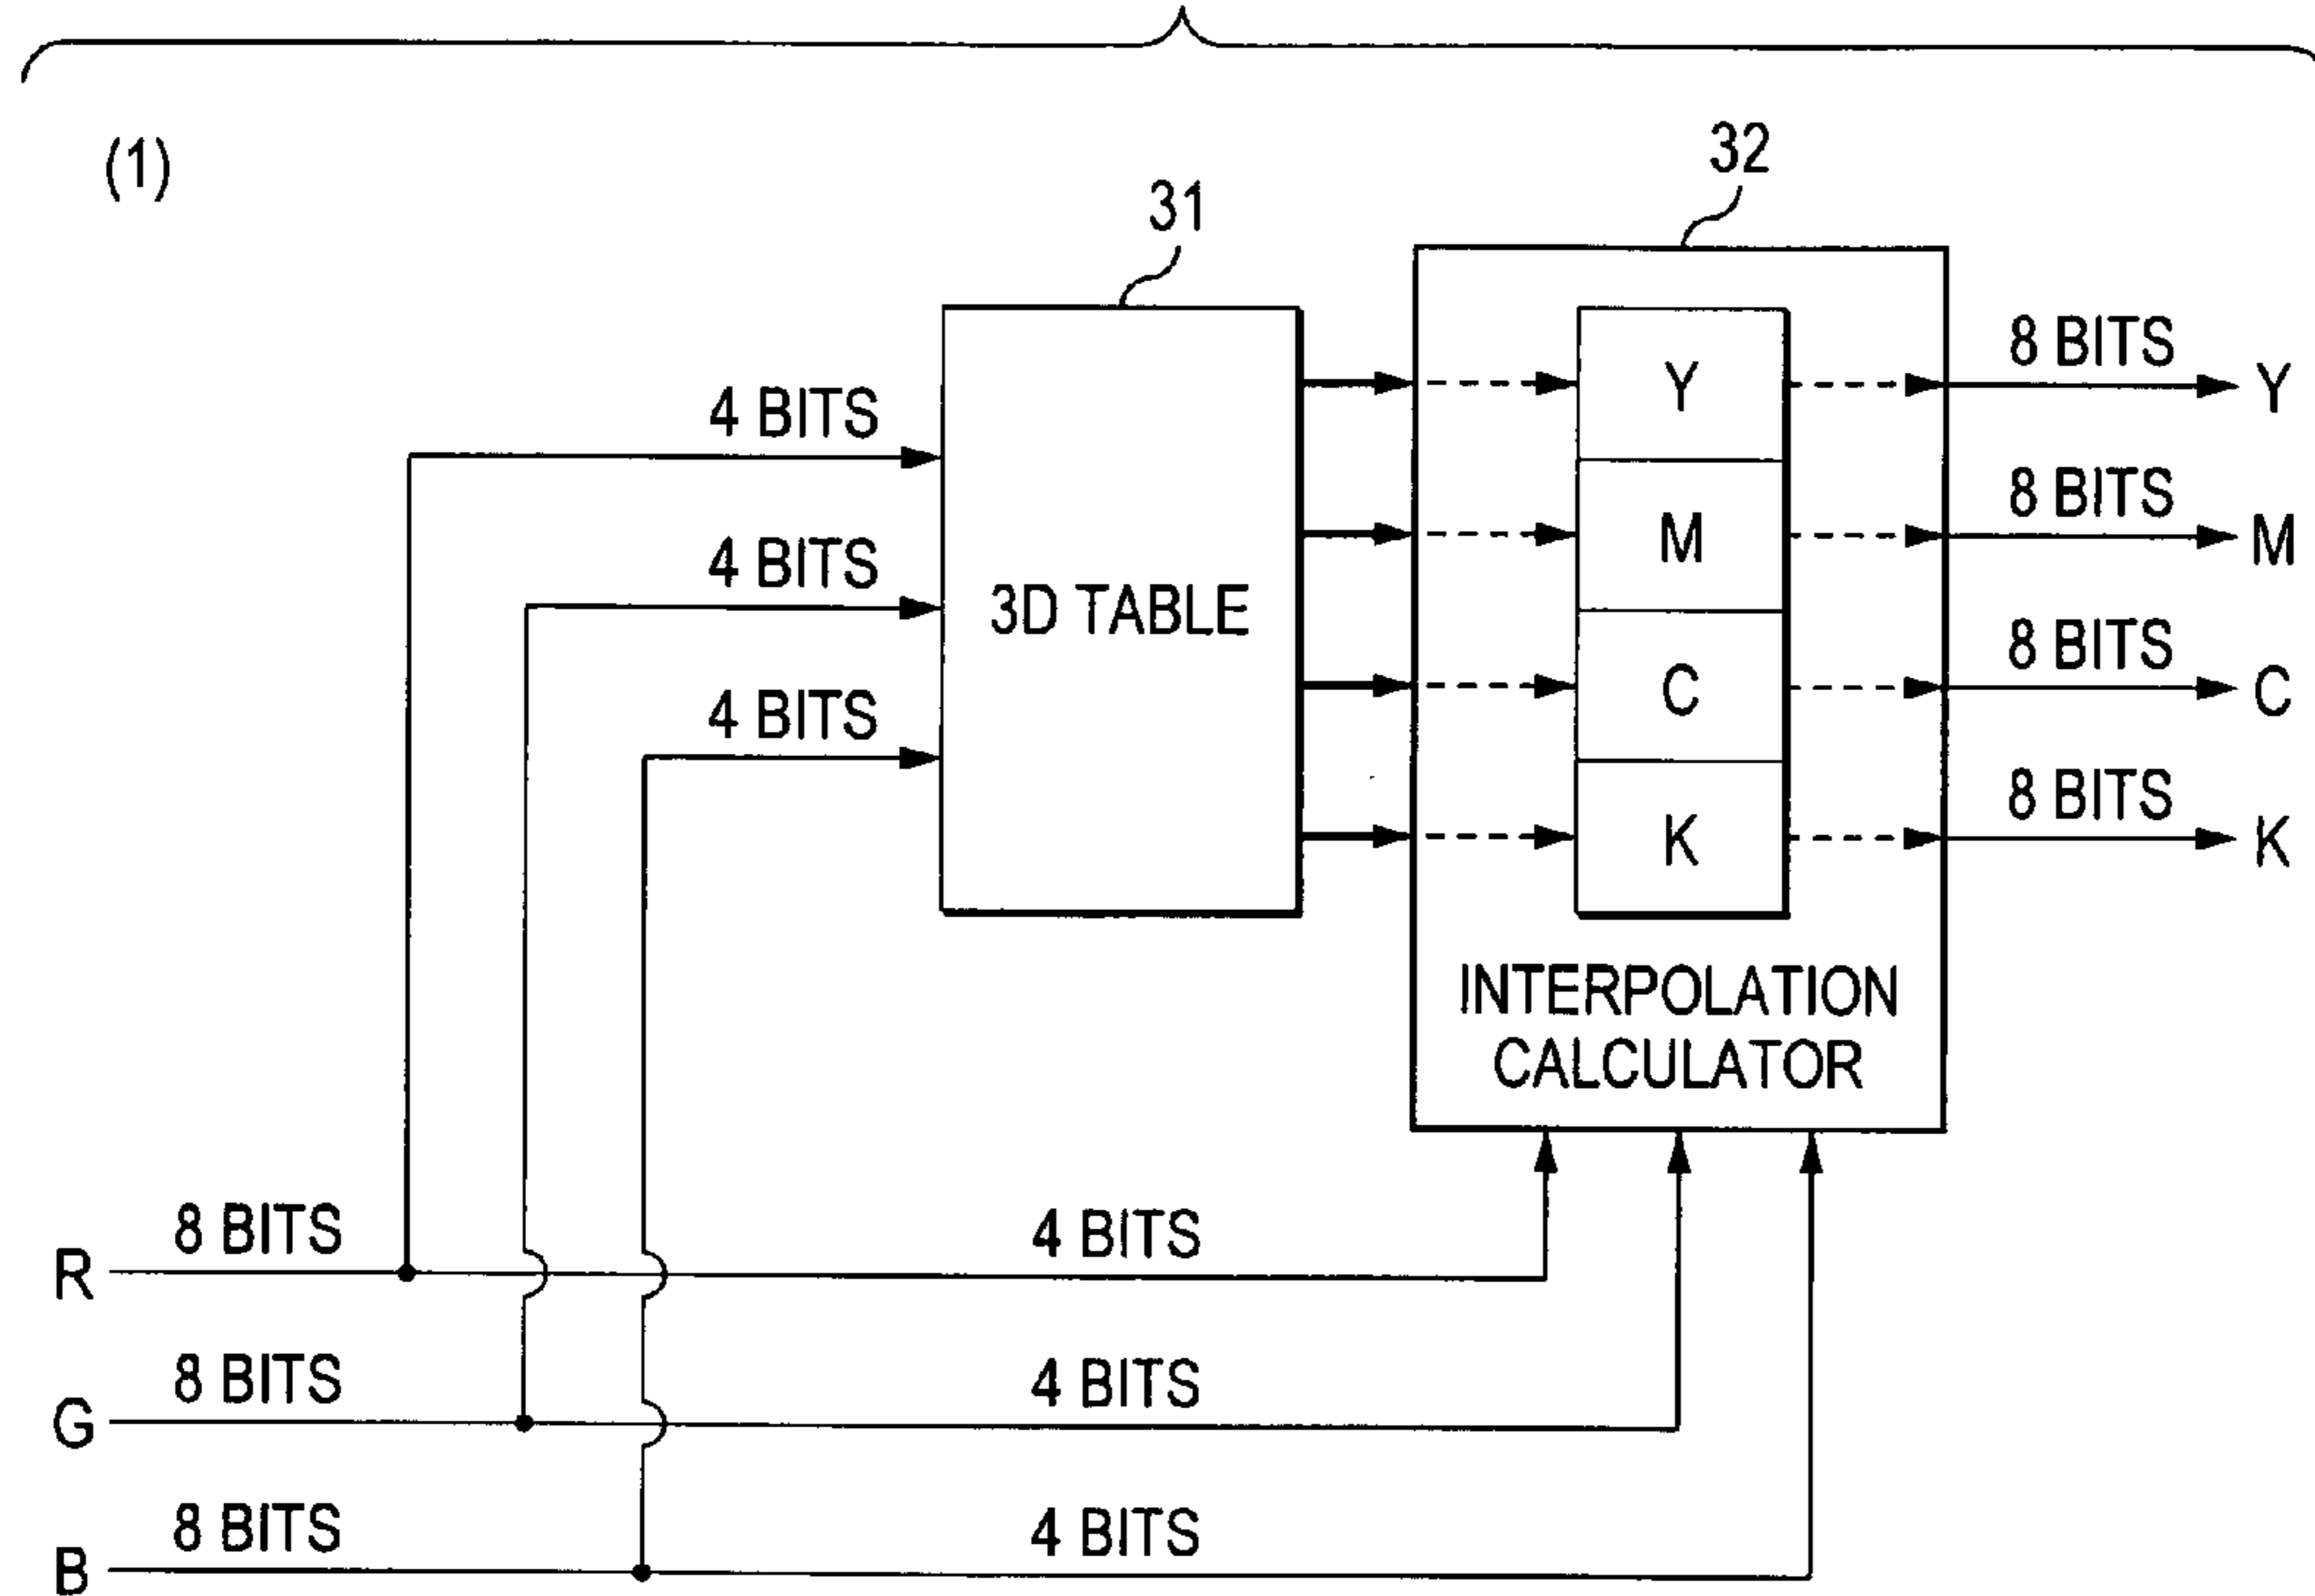 (1)
32
31
8 BITS
Y
Y
4 BITS
8 BITS
M
M
4 BITS
3D TABLE
8 BITS
C
C
4 BITS
8 BITS
K
K
INTERPOLATION
CALCULATOR
R
8 BITS
4 BITS
G
8 BITS
4 BITS
B
8 BITS
4 BITS